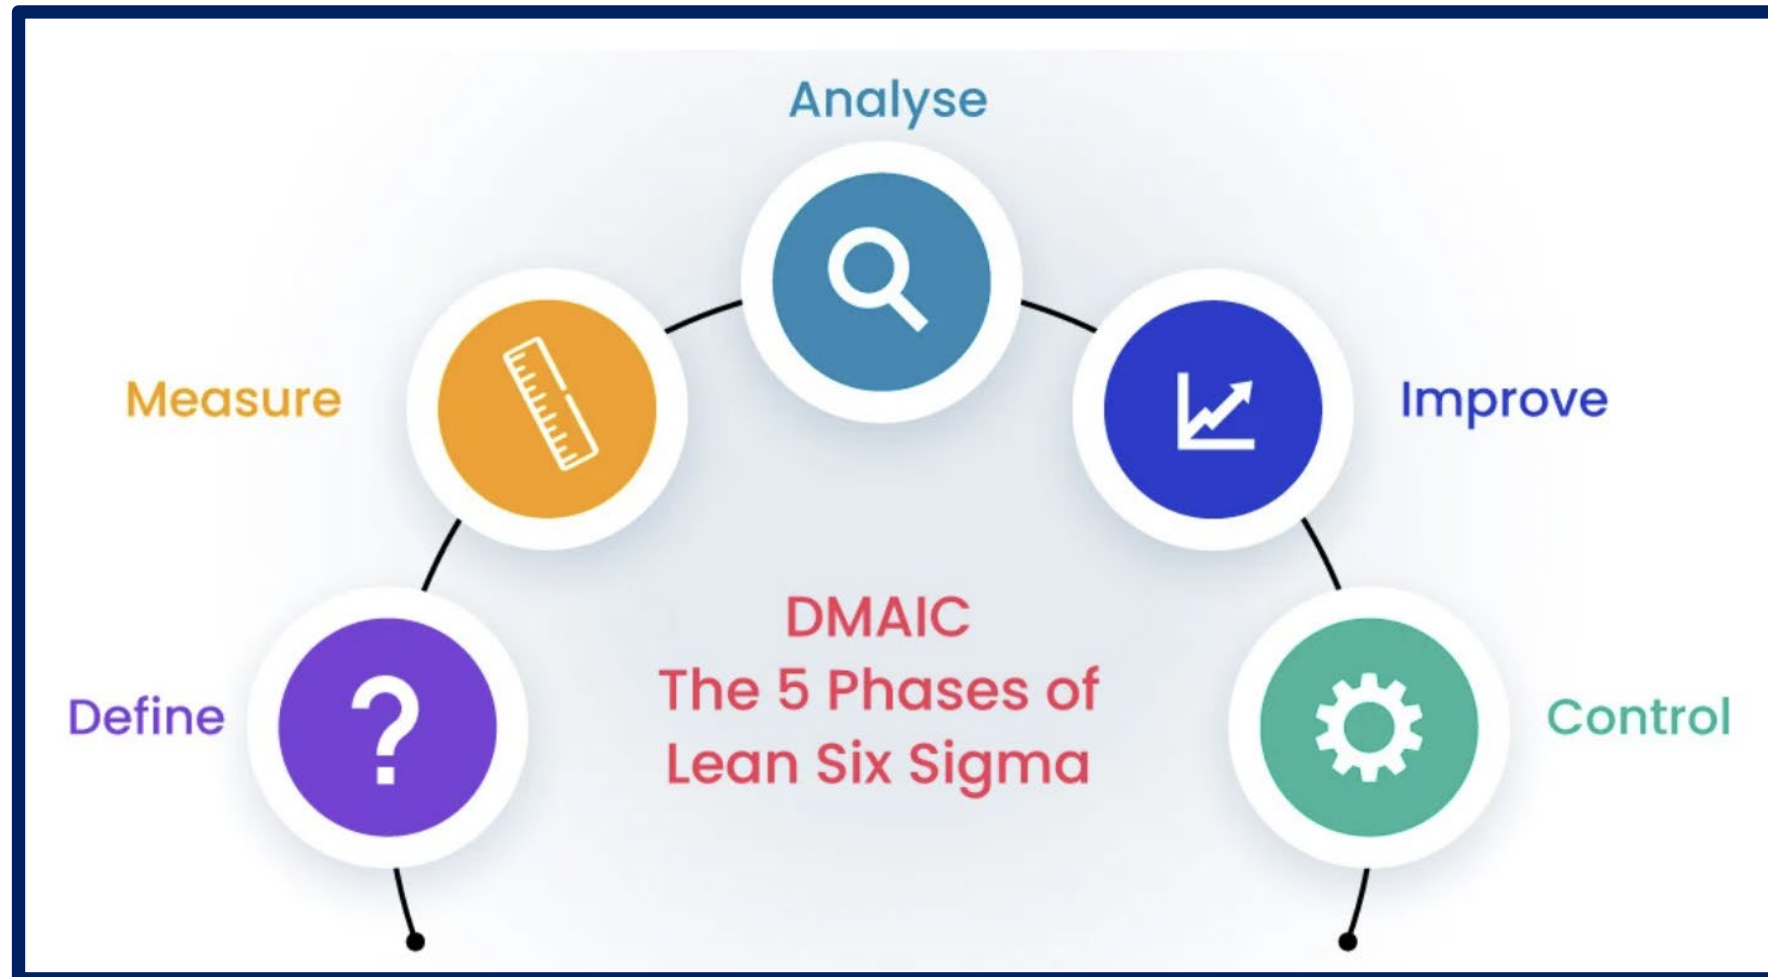 Analyse
Measure
Improve
DMAIC
The 5 Phases of
Lean Six Sigma
Define
Control